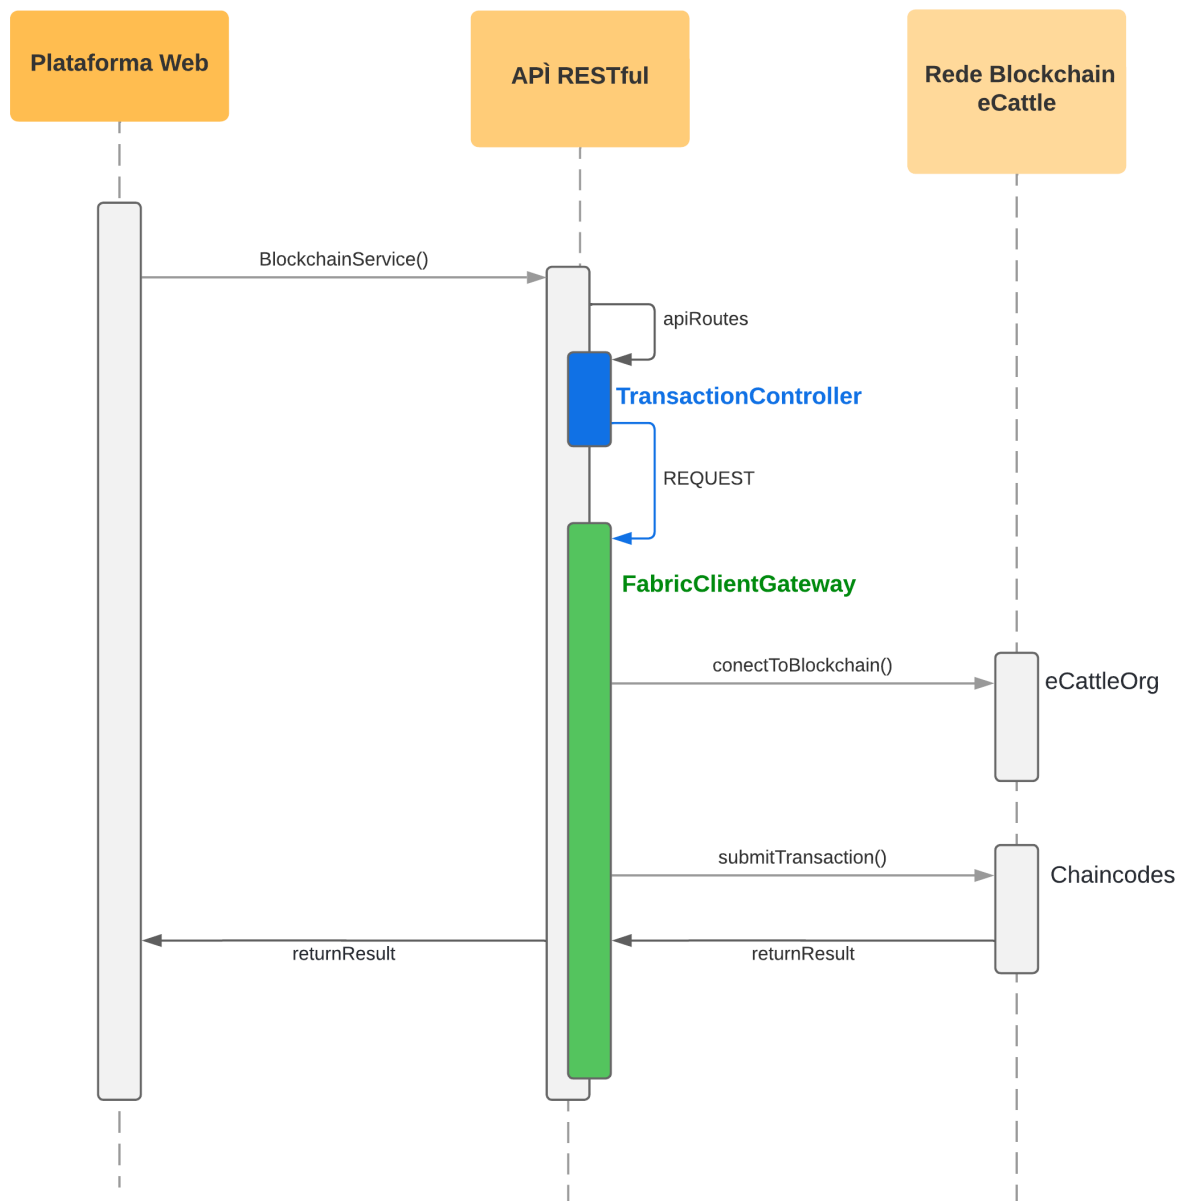 Plataforma Web
APÌ RESTful
Rede Blockchain
eCattle
BlockchainService()
apiRoutes
TransactionController
REQUEST
FabricClientGateway
conectToBlockchain()
eCattleOrg
submitTransaction()
Chaincodes
returnResult
returnResult